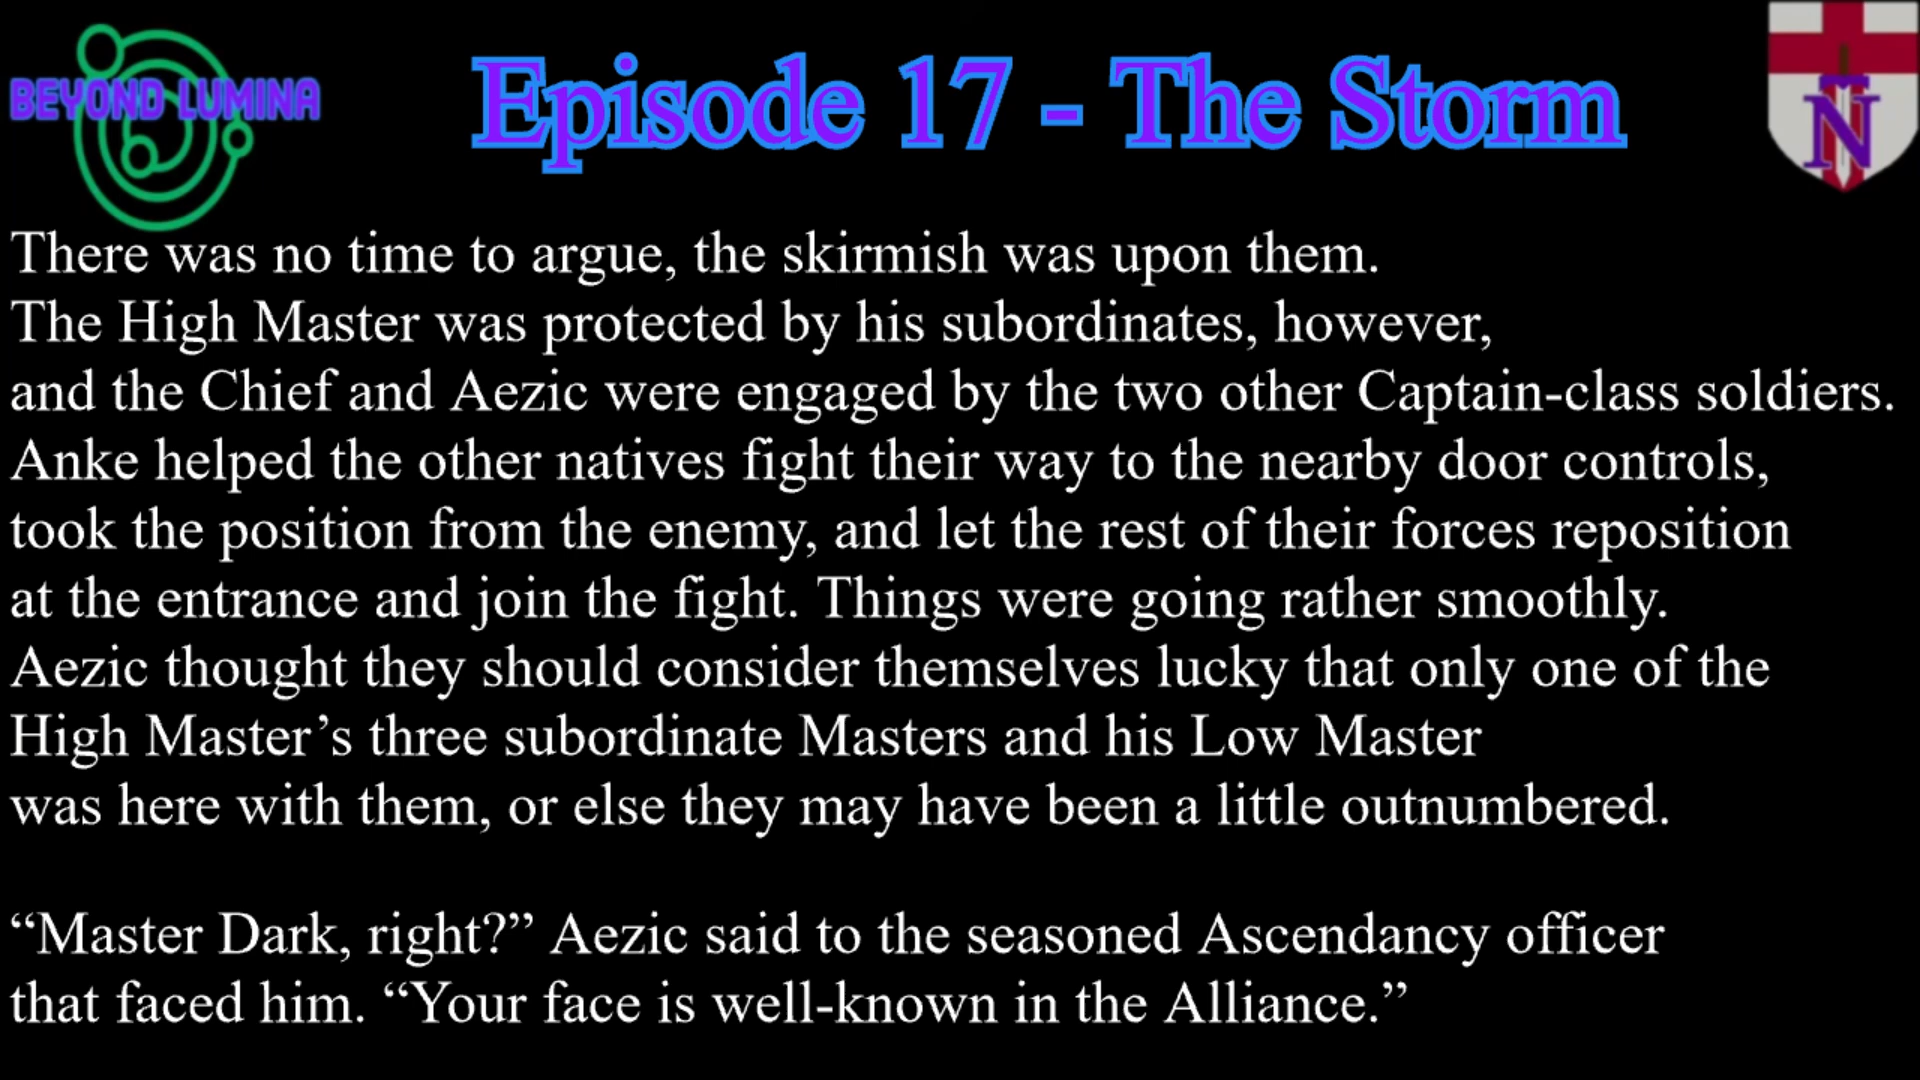 BEYOND LUMINA
Episode 17 - The Storm
Ñ
There was no time to argue, the skirmish was upon them.
The High Master was protected by his subordinates, however,
and the Chief and Aezic were engaged by the two other Captain-class soldiers.
Anke helped the other natives fight their way to the nearby door controls,
took the position from the enemy, and let the rest of their forces reposition
at the entrance and join the fight. Things were going rather smoothly.
Aezic thought they should consider themselves lucky that only one of the
High Master’s three subordinate Masters and his Low Master
was here with them, or else they may have been a little outnumbered.
“Master Dark, right?” Aezic said to the seasoned Ascendancy officer
that faced him. “Your face is well-known in the Alliance.”